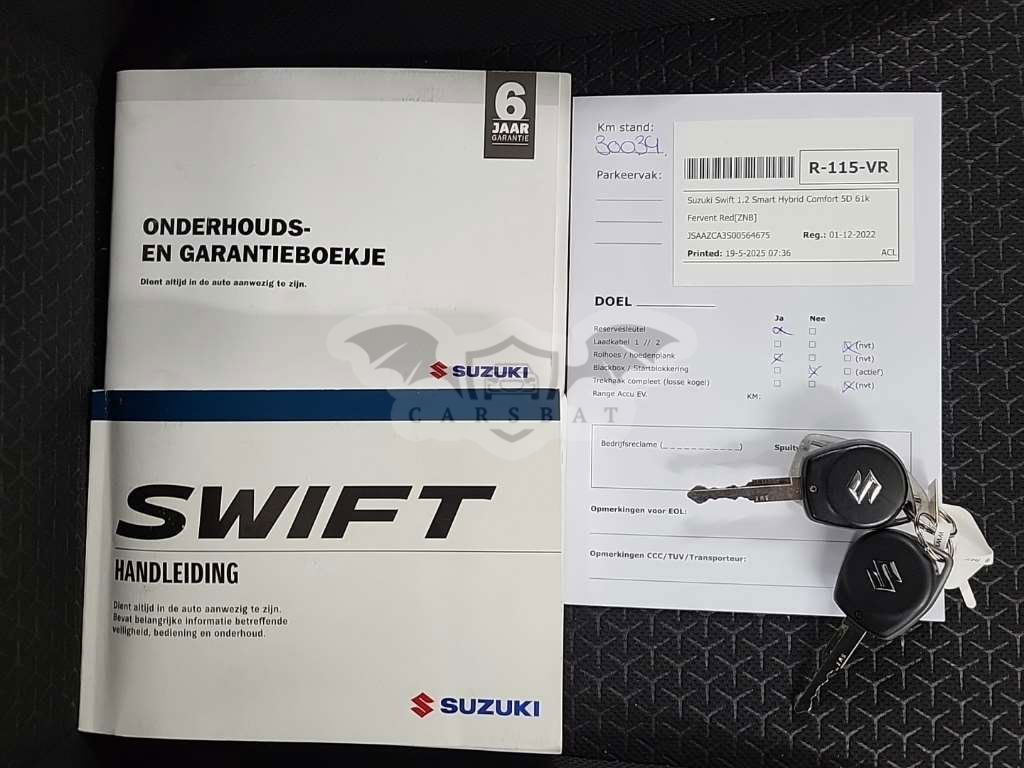 6
JAAR
GARANTIE
ONDERHOUDS-
EN GARANTIEBOEKJE
Dient altijd in de auto aanwezig te zijn.
SUZUKI
SWIFT
HANDLEIDING
Dient altijd in de auto aanwezig te zijn.
Bevat belangrijke informatie betreffende
veiligheid, bediening en onderhoud.
SUZUKI
Km stand:
30039
Parkeervak:
R-115-VR
Suzuki Swift 1.2 Smart Hybrid Comfort 5D 61k
Fervent Red[ZNB]
JSAAZCA3S00564675 Reg.: 01-12-2022
Printed: 19-5-2025 07:36 ACL
DOEL
Ja Nee
Reservesleutel
Laadkabel 1 // 2 (nvt)
Rolhoes / hoedenplank (nvt)
Blackbox / Startblokkering (actief)
Trekhaak complete (losse kogel) (nvt)
Range Accu EV. KM:
Bedrijfsreclame (_ _ _ _ _ _ _ _ _ _ _) Spuitw
Opmerkingen voor EOL:
Opmerkingen CCC/TUV/Transporteur:
CARSBAT